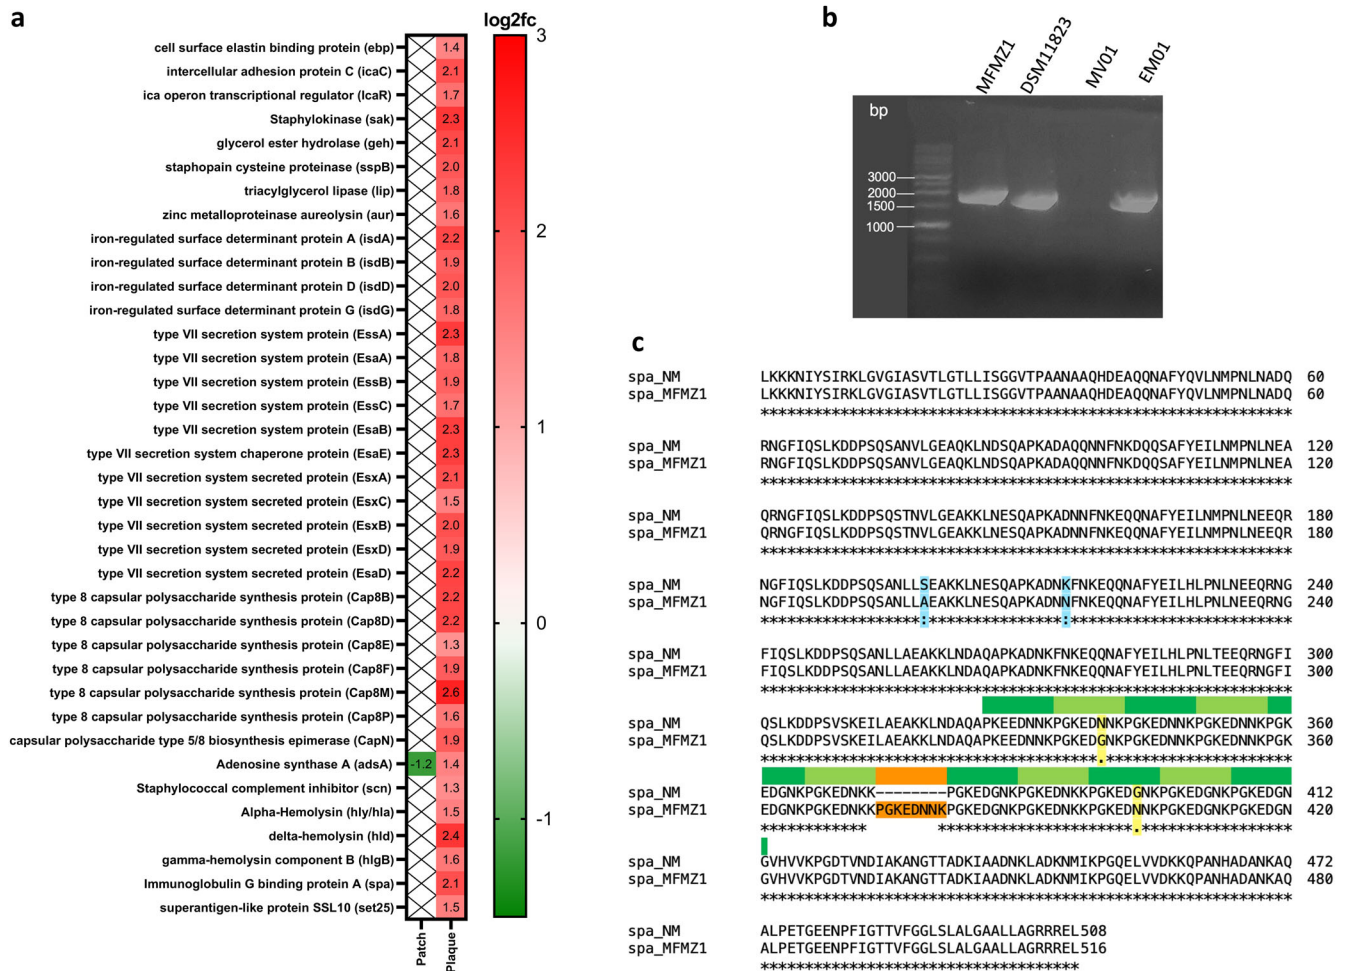 a
log2fc
cell surface elastin binding protein (ebp) 1.4
intercellular adhesion protein C (icaC) 2.1
ica operon transcriptional regulator (IcaR) 1.7
Staphylokinase (sak) 2.3
glycerol ester hydrolase (geh) 2.1
staphopain cysteine proteinase (sspB) 2.0
triacylglycerol lipase (lip) 1.8
zinc metalloproteinase aureolysin (aur) 1.6
iron-regulated surface determinant protein A (isdA) 2.2
iron-regulated surface determinant protein B (isdB) 1.9
iron-regulated surface determinant protein D (isdD) 2.0
iron-regulated surface determinant protein G (isdG) 1.8
type VII secretion system protein (EssA) 2.3
type VII secretion system protein (EsaA) 1.8
type VII secretion system protein (EssB) 1.9
type VII secretion system protein (EssC) 1.7
type VII secretion system protein (EsaB) 2.3
type VII secretion system chaperone protein (EsaE) 2.3
type VII secretion system secreted protein (EsxA) 2.1
type VII secretion system secreted protein (EsxC) 1.5
type VII secretion system secreted protein (EsxB) 2.0
type VII secretion system secreted protein (EsxD) 1.9
type VII secretion system secreted protein (EsaD) 2.2
type 8 capsular polysaccharide synthesis protein (Cap8B) 2.2
type 8 capsular polysaccharide synthesis protein (Cap8D) 2.2
type 8 capsular polysaccharide synthesis protein (Cap8E) 1.3
type 8 capsular polysaccharide synthesis protein (Cap8F) 1.9
type 8 capsular polysaccharide synthesis protein (Cap8M) 2.6
type 8 capsular polysaccharide synthesis protein (Cap8P) 1.6
capsular polysaccharide type 5/8 biosynthesis epimerase (CapN) 1.9
Adenosine synthase A (adsA) -1.2 1.4
Staphylococcal complement inhibitor (scn) 1.3
Alpha-Hemolysin (hly/hla) 1.5
delta-hemolysin (hld) 2.4
gamma-hemolysin component B (hlgB) 1.6
Immunoglobulin G binding protein A (spa) 2.1
superantigen-like protein SSL10 (set25) 1.5
Patch
Plaque
3
2
1
0
-1
b
MFMZ1
DSM11823
MV01
EM01
bp
3000
2000
1500
1000
c
spa_NM LKKKNIYSIRKLGVGIASVTLGTLLISGGVTPAANAAQHDEAQQNAFYQVLNMPNLNADQ 60
spa_MFMZ1 LKKKNIYSIRKLGVGIASVTLGTLLISGGVTPAANAAQHDEAQQNAFYQVLNMPNLNADQ 60
************************************************************
spa_NM RNGFIQSLKDDPSQSANVLGEAQKLNDSQAPKADAQQNNFNKDQQSAFYEILNMPNLNEA 120
spa_MFMZ1 RNGFIQSLKDDPSQSANVLGEAQKLNDSQAPKADAQQNNFNKDQQSAFYEILNMPNLNEA 120
************************************************************
spa_NM QRNGFIQSLKDDPSQSTNVLGEAKKLNESQAPKADNNFNKEQQNAFYEILNMPNLNEEQR 180
spa_MFMZ1 QRNGFIQSLKDDPSQSTNVLGEAKKLNESQAPKADNNFNKEQQNAFYEILNMPNLNEEQR 180
************************************************************
spa_NM NGFIQSLKDDPSQSANLLSEAKKLNESQAPKADNKFNKEQQNAFYEILHLPNLNEEQRNG 240
spa_MFMZ1 NGFIQSLKDDPSQSANLLAEAKKLNESQAPKADNNFNKEQQNAFYEILHLPNLNEEQRNG 240
******************:***************:*************************
spa_NM FIQSLKDDPSQSANLLAEAKKLNDAQAPKADNKFNKEQQNAFYEILHLPNLTEEQRNGFI 300
spa_MFMZ1 FIQSLKDDPSQSANLLAEAKKLNDAQAPKADNKFNKEQQNAFYEILHLPNLTEEQRNGFI 300
************************************************************
spa_NM QSLKDDPSVSKEILAEAKKLNDAQAPKEEDNNKPGKEDNNKPGKEDNNKPGKEDNNKPGK 360
spa_MFMZ1 QSLKDDPSVSKEILAEAKKLNDAQAPKEEDNNKPGKEDGNKPGKEDNNKPGKEDNNKPGK 360
**************************************.*********************
spa_NM EDGNKPGKEDNKK--------PGKEDGNKPGKEDNKKPGKEDGNKPGKEDGNKPGKEDGN 412
spa_MFMZ1 EDGNKPGKEDNKKPGKEDNNKPGKEDGNKPGKEDNKKPGKEDNNKPGKEDGNKPGKEDGN 420
************ **********************.*****************
spa_NM GVHVVKPGDTVNDIAKANGTTADKIAADNKLADKNMIKPGQELVVDKKQPANHADANKAQ 472
spa_MFMZ1 GVHVVKPGDTVNDIAKANGTTADKIAADNKLADKNMIKPGQELVVDKKQPANHADANKAQ 480
************************************************************
spa_NM ALPETGEENPFIGTTVFGGLSLALGAALLAGRRREL508
spa_MFMZ1 ALPETGEENPFIGTTVFGGLSLALGAALLAGRRREL516
************************************